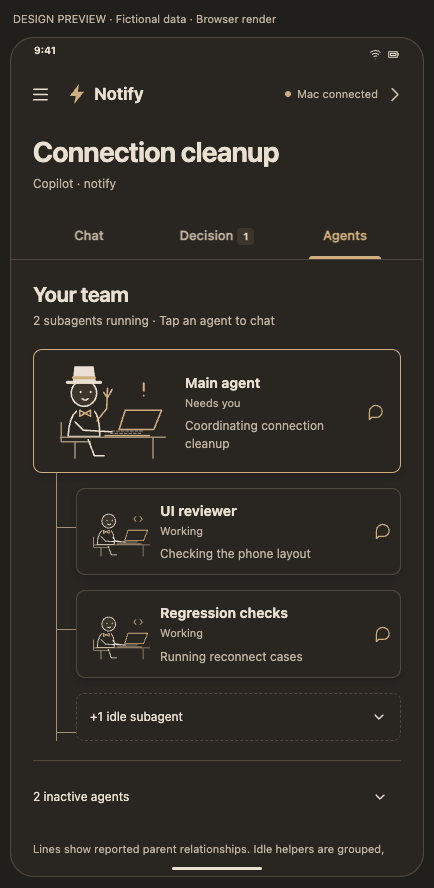 DESIGN PREVIEW · Fictional data · Browser render
9:41
Notify
Mac connected
Connection cleanup
Copilot · notify
Chat
Decision 1
Agents
Your team
2 subagents running · Tap an agent to chat
Main agent
Needs you
Coordinating connection
cleanup
UI reviewer
Working
Checking the phone layout
Regression checks
Working
Running reconnect cases
+1 idle subagent
2 inactive agents
Lines show reported parent relationships. Idle helpers are grouped,